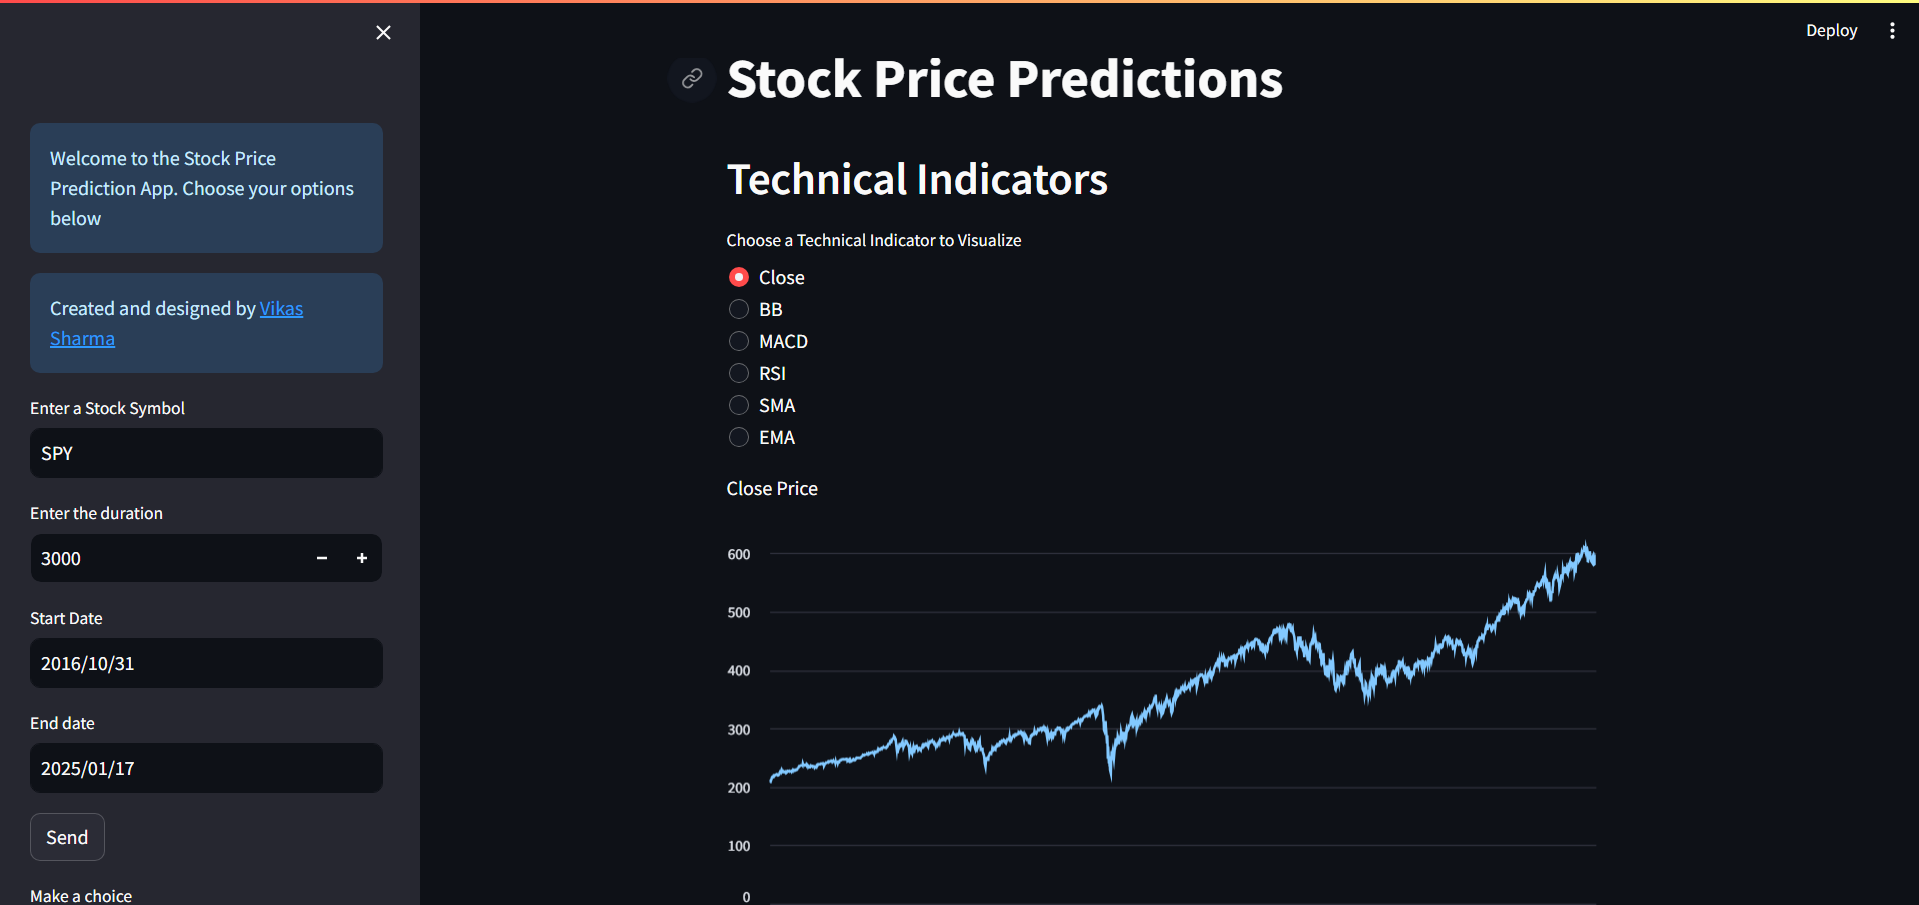 Welcome to the Stock Price
Prediction App. Choose your options
below
Created and designed by Vikas
Sharma
Enter a Stock Symbol
SPY
Enter the duration
3000
Start Date
2016/10/31
End date
2025/01/17
Send
Make a choice
Deploy
Stock Price Predictions
Technical Indicators
Choose a Technical Indicator to Visualize
Close
BB
MACD
RSI
SMA
EMA
Close Price
600
500
400
300
200
100
0